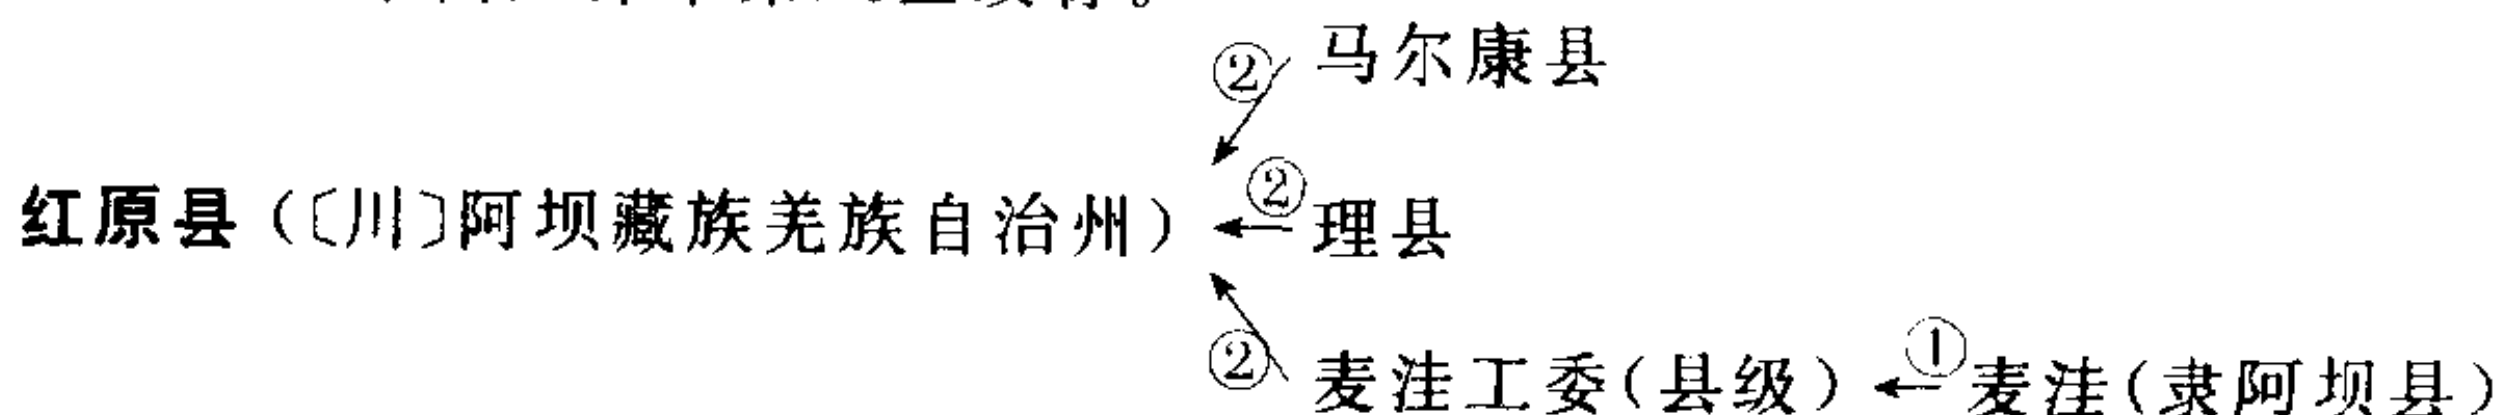 ② 马尔康县
红原县（〔川〕阿坝藏族羌族自治州） ② 理县
② 麦洼工委（县级） ① 麦洼（隶阿坝县）